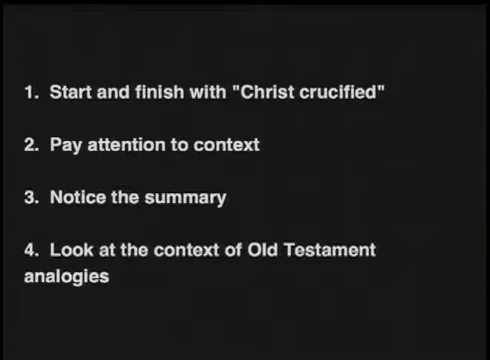 1. Start and finish with "Christ crucified"
2. Pay attention to context
3. Notice the summary
4. Look at the context of Old Testament
analogies